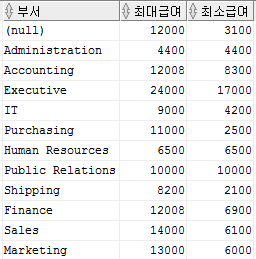 부서 최대급여 최소급여
(null) 12000 3100
Administration 4400 4400
Accounting 12008 8300
Executive 24000 17000
IT 9000 4200
Purchasing 11000 2500
Human Resources 6500 6500
Public Relations 10000 10000
Shipping 8200 2100
Finance 12008 6900
Sales 14000 6100
Marketing 13000 6000